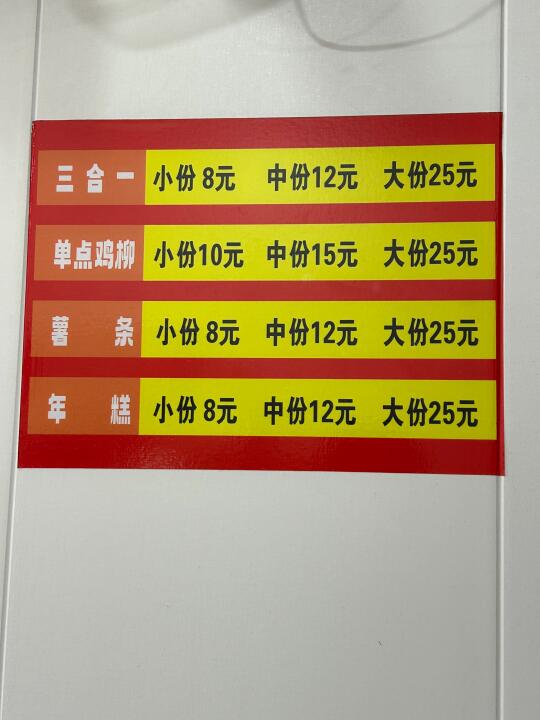 三合一 小份 8元 中份12元 大份25元
单点鸡柳 小份10元 中份15元 大份25元
薯条 小份 8元 中份12元 大份25元
年糕 小份 8元 中份12元 大份25元